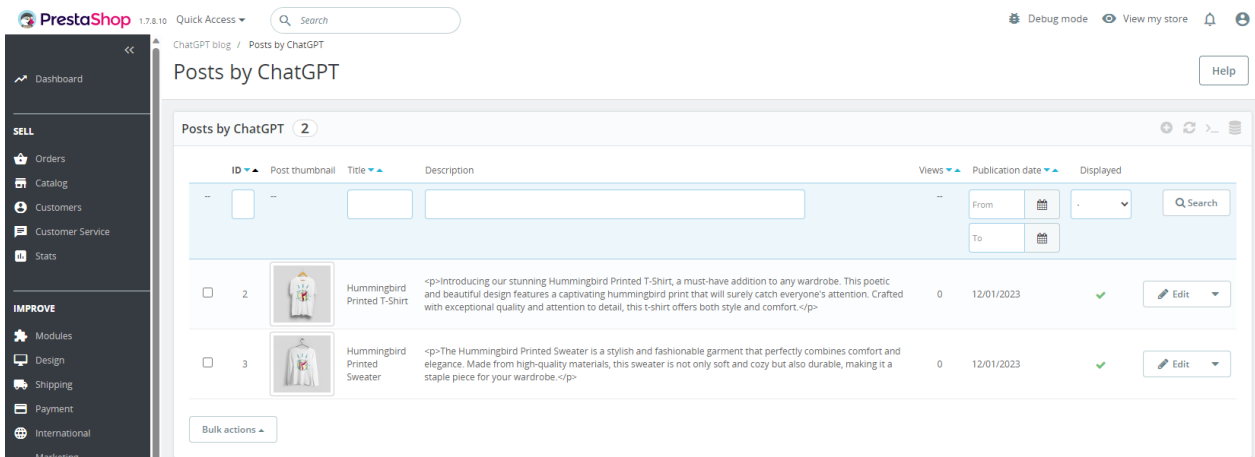 PrestaShop 1.7.8.10 Quick Access Search Debug mode View my store
ChatGPT blog / Posts by ChatGPT
Posts by ChatGPT
Help
Dashboard
SELL
Orders
Catalog
Customers
Customer Service
Stats
IMPROVE
Modules
Design
Shipping
Payment
International
Marketing
Posts by ChatGPT 2
ID Post thumbnail Title Description Views Publication date Displayed
-- -- -- From - Search
To
2 Hummingbird Printed T-Shirt
<p>Introducing our stunning Hummingbird Printed T-Shirt, a must-have addition to any wardrobe. This poetic
and beautiful design features a captivating hummingbird print that will surely catch everyone's attention. Crafted
with exceptional quality and attention to detail, this t-shirt offers both style and comfort.</p>
0 12/01/2023 Edit
3 Hummingbird Printed Sweater
<p>The Hummingbird Printed Sweater is a stylish and fashionable garment that perfectly combines comfort and
elegance. Made from high-quality materials, this sweater is not only soft and cozy but also durable, making it a
staple piece for your wardrobe.</p>
0 12/01/2023 Edit
Bulk actions